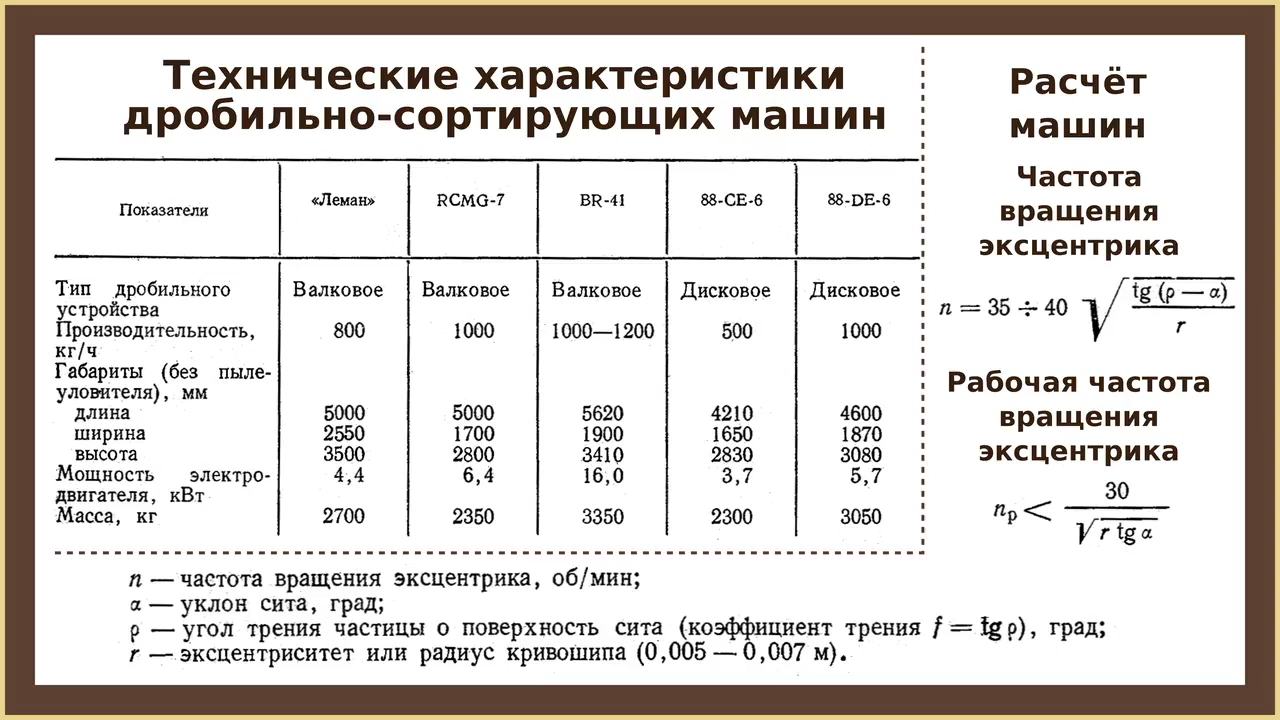 Технические характеристики
дробильно-сортирующих машин
Показатели «Леман» RCMG-7 BR-41 88-CE-6 88-DE-6
Тип дробильного Валковое Валковое Валковое Дисковое Дисковое
устройства
Производительность, 800 1000 1000—1200 500 1000
кг/ч
Габариты (без пыле-
уловителя), мм
длина 5000 5000 5620 4210 4600
ширина 2550 1700 1900 1650 1870
высота 3500 2800 3410 2830 3080
Мощность электро- 4,4 6,4 16,0 3,7 5,7
двигателя, кВт
Масса, кг 2700 2350 3350 2300 3050
Расчёт
машин
Частота
вращения
эксцентрика
n = 35 ÷ 40 √ tg (ρ — α)
r
Рабочая частота
вращения
эксцентрика
30
nр <
√ r tg α
n — частота вращения эксцентрика, об/мин;
α — уклон сита, град;
ρ — угол трения частицы о поверхность сита (коэффициент трения f = tg ρ), град;
r — эксцентриситет или радиус кривошипа (0,005 — 0,007 м).